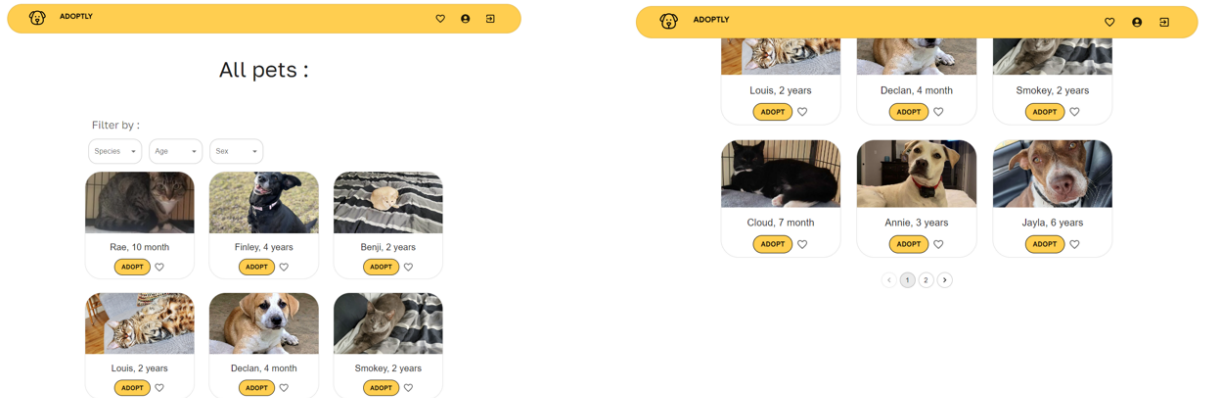 ADOPTLY
All pets :
Filter by :
Species Age Sex
Rae, 10 month Finley, 4 years Benji, 2 years
ADOPT ADOPT ADOPT
Louis, 2 years Declan, 4 month Smokey, 2 years
ADOPT ADOPT ADOPT
ADOPTLY
Louis, 2 years Declan, 4 month Smokey, 2 years
ADOPT ADOPT ADOPT
Cloud, 7 month Annie, 3 years Jayla, 6 years
ADOPT ADOPT ADOPT
1 2